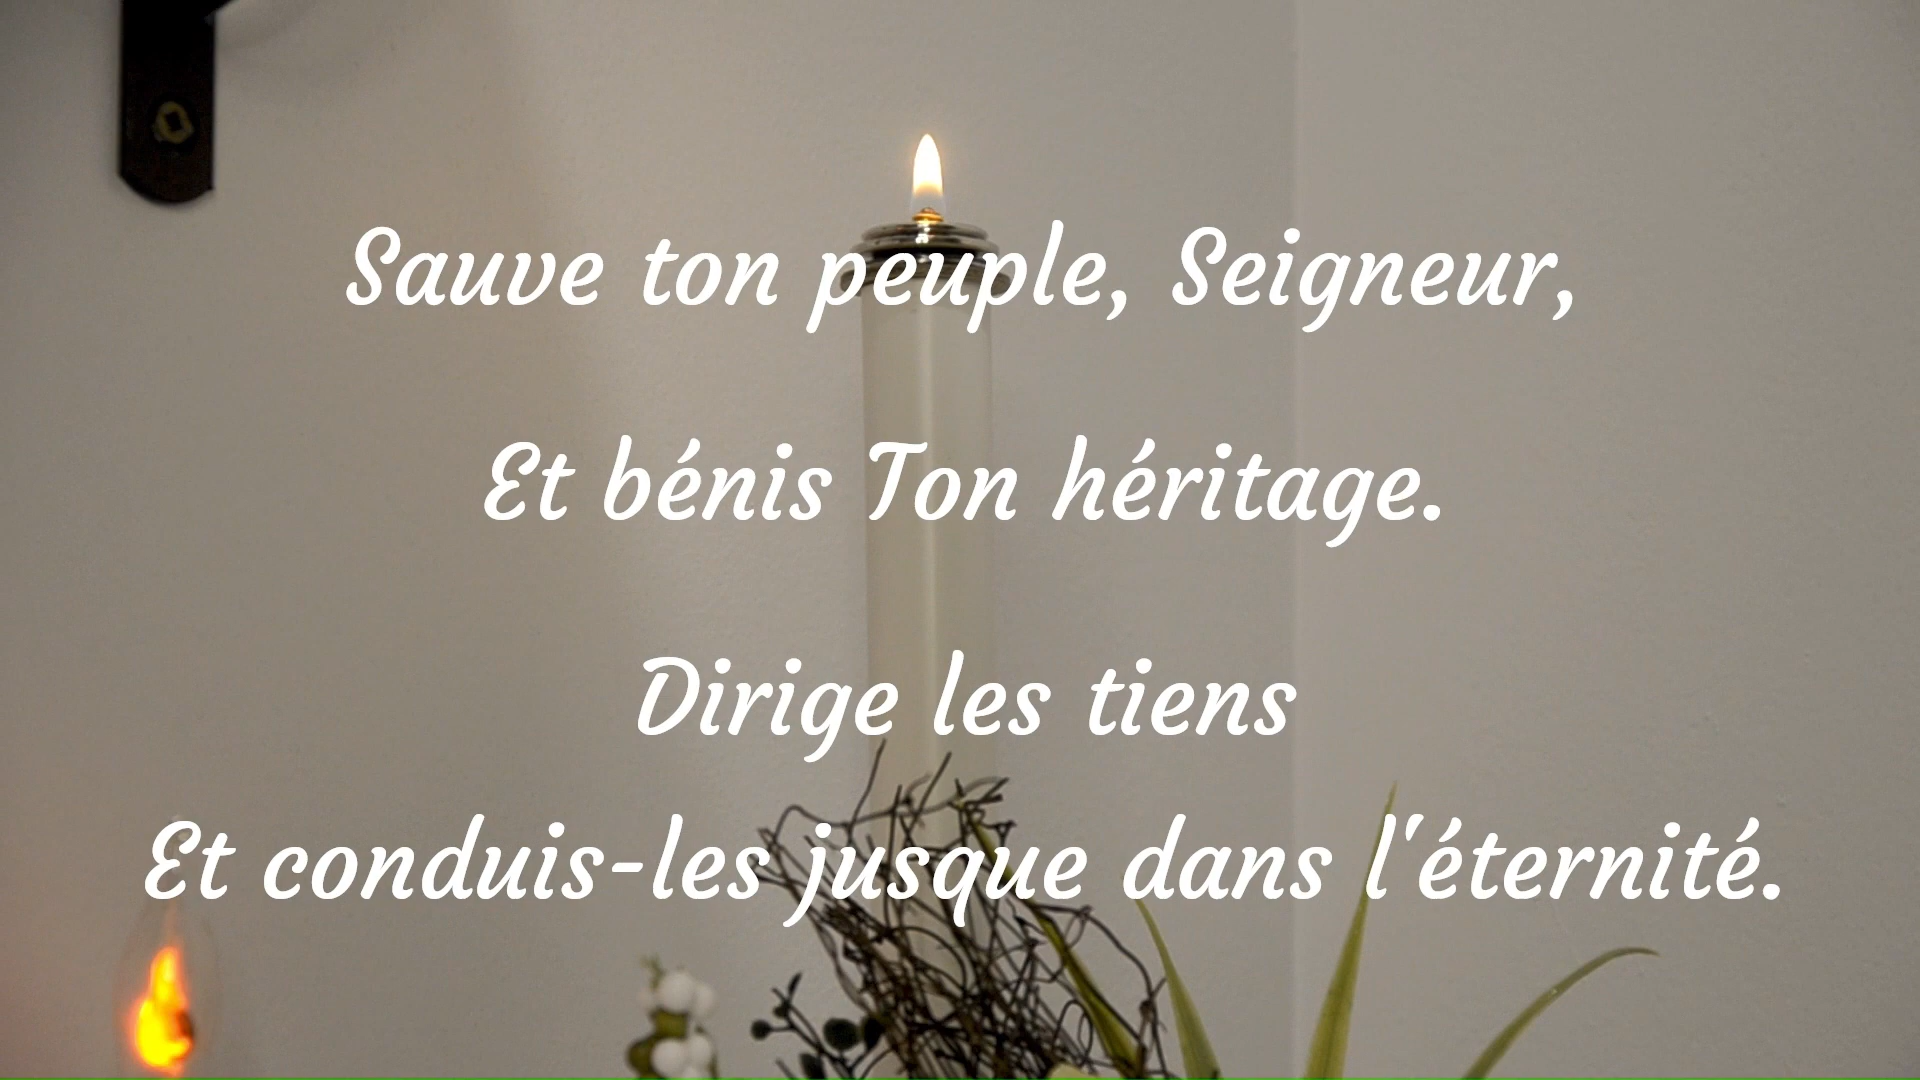 Sauve ton peuple, Seigneur,
Et bénis Ton héritage.
Dirige les tiens
Et conduis-les jusque dans l'éternité.